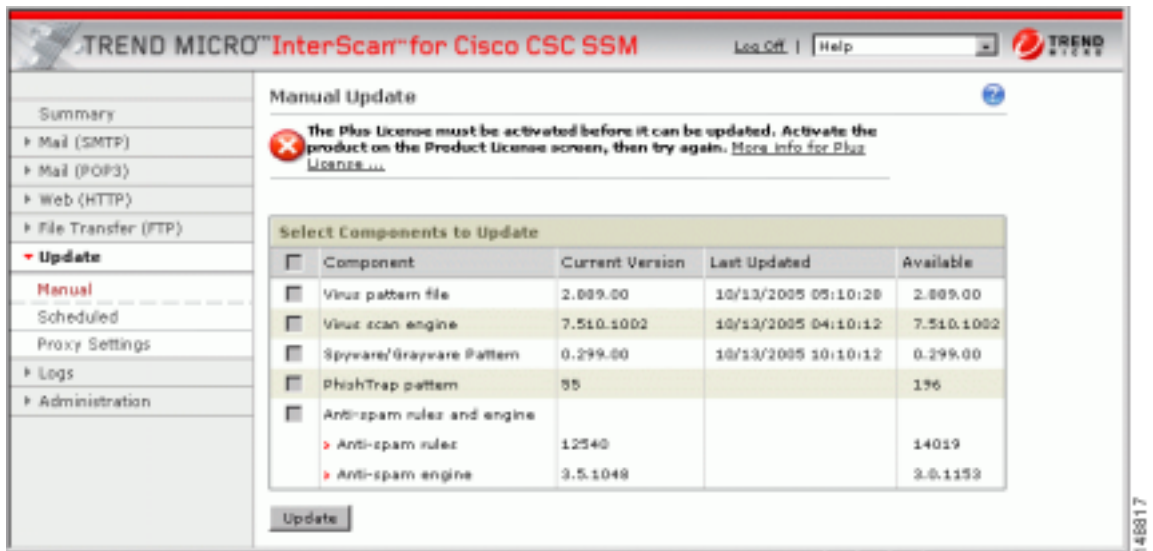 TREND MICRO™ InterScan™ for Cisco CSC SSM
Log Off | Help
TREND MICRO
Summary
Mail (SMTP)
Mail (POP3)
Web (HTTP)
File Transfer (FTP)
Update
Manual
Scheduled
Proxy Settings
Logs
Administration
Manual Update
The Plus License must be activated before it can be updated. Activate the
product on the Product License screen, then try again. More info for Plus
License ...
Select Components to Update
Component Current Version Last Updated Available
Virus pattern file 2.889.00 10/13/2005 05:10:28 2.889.00
Virus scan engine 7.510.1002 10/13/2005 04:10:12 7.510.1002
Spyware/Grayware Pattern 0.299.00 10/13/2005 10:10:12 0.299.00
PhishTrap pattern 55 196
Anti-spam rules and engine
Anti-spam rules 12540 14019
Anti-spam engine 3.5.1048
Update
148817